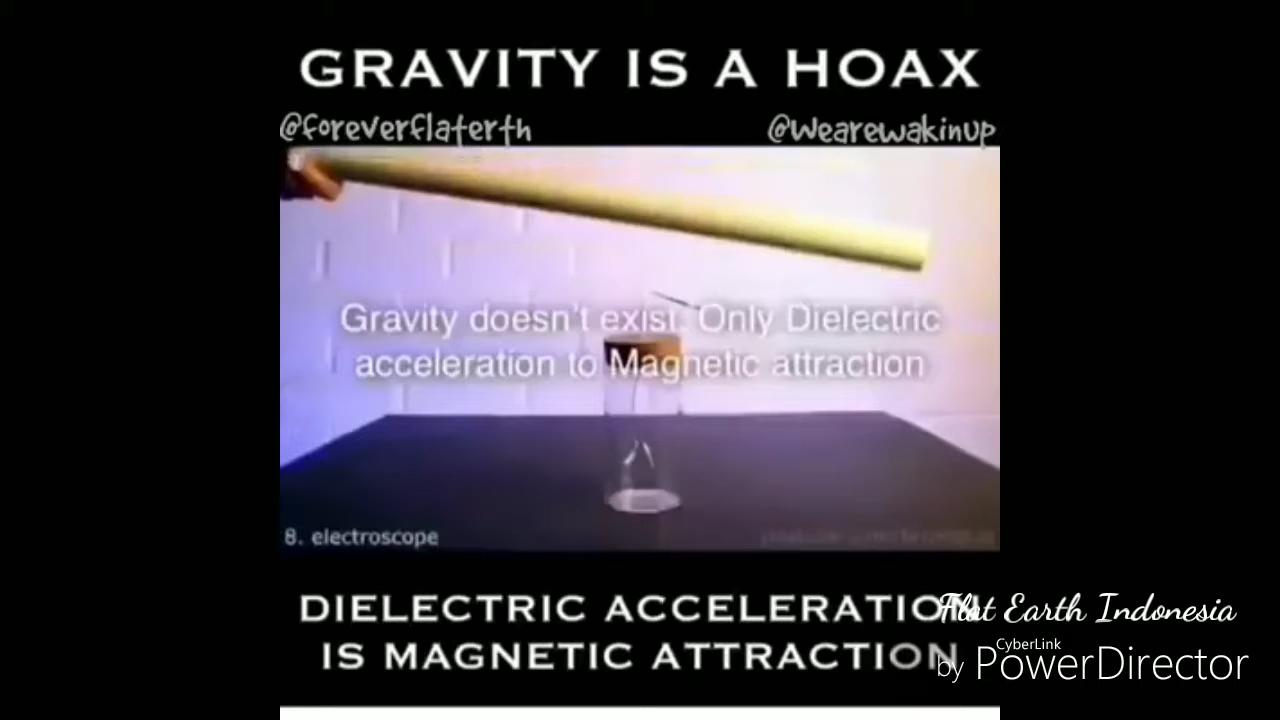 GRAVITY IS A HOAX
@foreverflaterth
@wearewakinup
Gravity doesn't exist. Only Dielectric
acceleration to Magnetic attraction
8. electroscope
DIELECTRIC ACCELERATION
IS MAGNETIC ATTRACTION
Flat Earth Indonesia
CyberLink
by PowerDirector